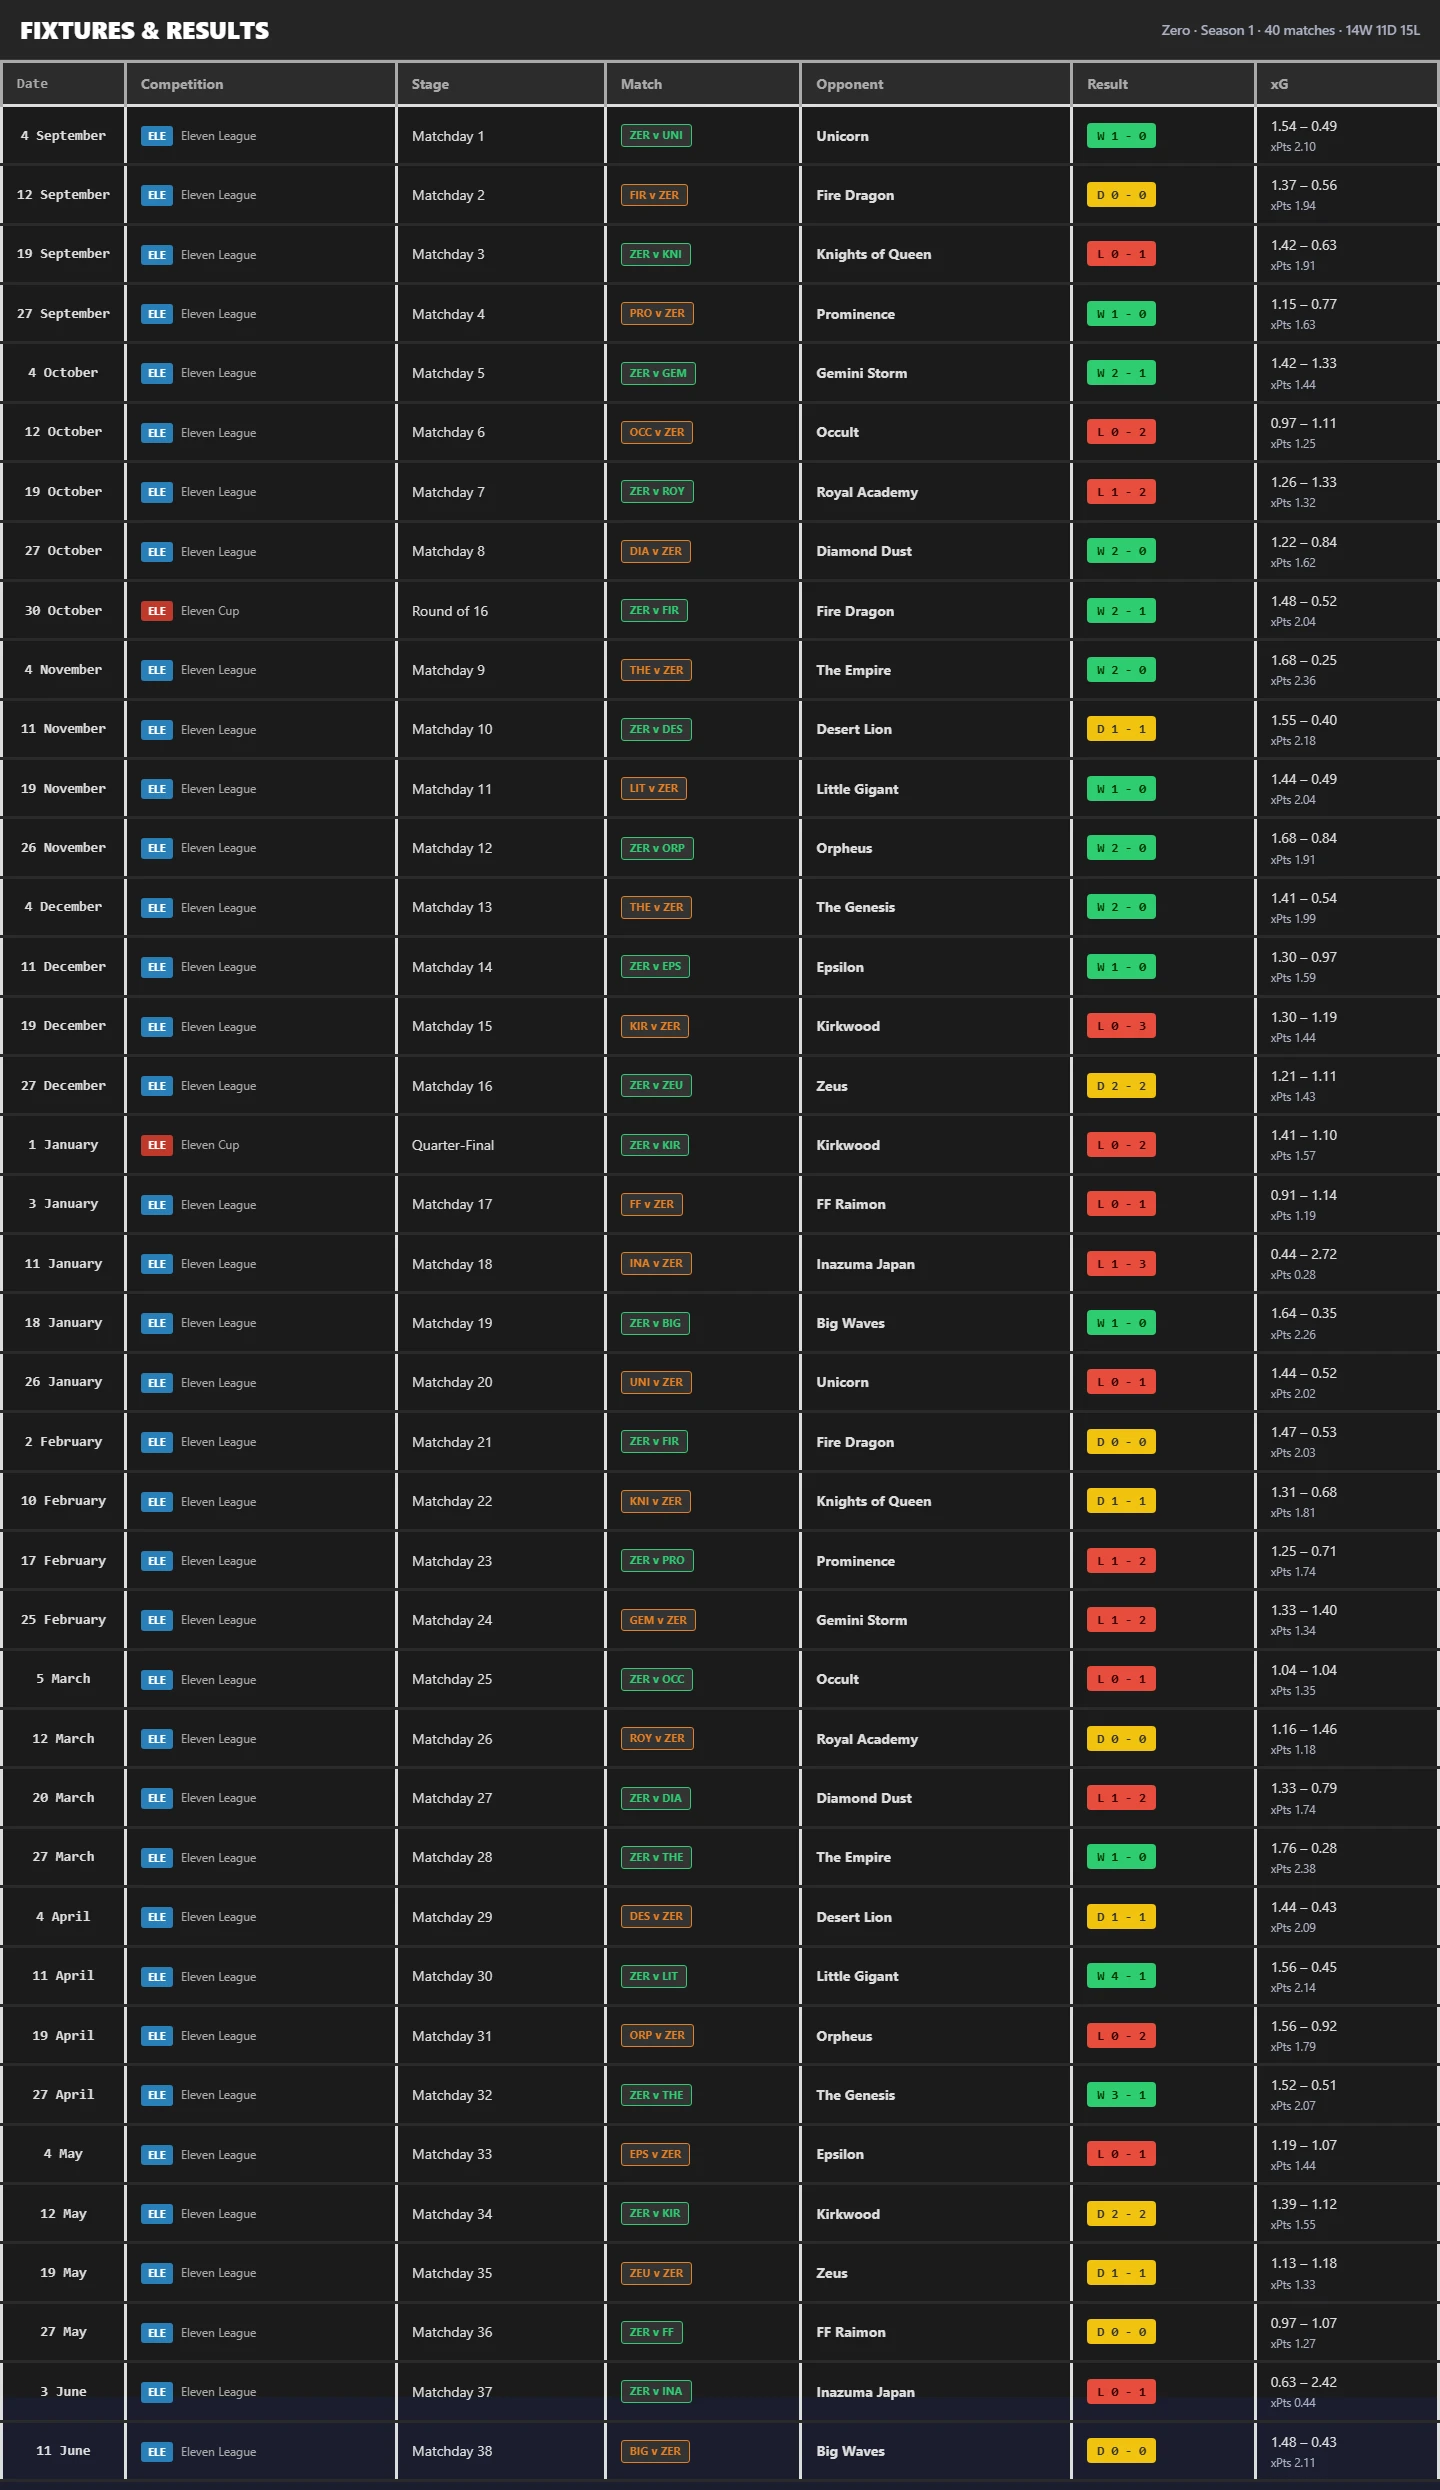 FIXTURES & RESULTS
Zero · Season 1 · 40 matches · 14W 11D 15L
Date Competition Stage Match Opponent Result xG
4 September ELE Eleven League Matchday 1 ZER v UNI Unicorn W 1 - 0 1.54 – 0.49
xPts 2.10
12 September ELE Eleven League Matchday 2 FIR v ZER Fire Dragon D 0 - 0 1.37 – 0.56
xPts 1.94
19 September ELE Eleven League Matchday 3 ZER v KNI Knights of Queen L 0 - 1 1.42 – 0.63
xPts 1.91
27 September ELE Eleven League Matchday 4 PRO v ZER Prominence W 1 - 0 1.15 – 0.77
xPts 1.63
4 October ELE Eleven League Matchday 5 ZER v GEM Gemini Storm W 2 - 1 1.42 – 1.33
xPts 1.44
12 October ELE Eleven League Matchday 6 OCC v ZER Occult L 0 - 2 0.97 – 1.11
xPts 1.25
19 October ELE Eleven League Matchday 7 ZER v ROY Royal Academy L 1 - 2 1.26 – 1.33
xPts 1.32
27 October ELE Eleven League Matchday 8 DIA v ZER Diamond Dust W 2 - 0 1.22 – 0.84
xPts 1.62
30 October ELE Eleven Cup Round of 16 ZER v FIR Fire Dragon W 2 - 1 1.48 – 0.52
xPts 2.04
4 November ELE Eleven League Matchday 9 THE v ZER The Empire W 2 - 0 1.68 – 0.25
xPts 2.36
11 November ELE Eleven League Matchday 10 ZER v DES Desert Lion D 1 - 1 1.55 – 0.40
xPts 2.18
19 November ELE Eleven League Matchday 11 LIT v ZER Little Gigant W 1 - 0 1.44 – 0.49
xPts 2.04
26 November ELE Eleven League Matchday 12 ZER v ORP Orpheus W 2 - 0 1.68 – 0.84
xPts 1.91
4 December ELE Eleven League Matchday 13 THE v ZER The Genesis W 2 - 0 1.41 – 0.54
xPts 1.99
11 December ELE Eleven League Matchday 14 ZER v EPS Epsilon W 1 - 0 1.30 – 0.97
xPts 1.59
19 December ELE Eleven League Matchday 15 KIR v ZER Kirkwood L 0 - 3 1.30 – 1.19
xPts 1.44
27 December ELE Eleven League Matchday 16 ZER v ZEU Zeus D 2 - 2 1.21 – 1.11
xPts 1.43
1 January ELE Eleven Cup Quarter-Final ZER v KIR Kirkwood L 0 - 2 1.41 – 1.10
xPts 1.57
3 January ELE Eleven League Matchday 17 FF v ZER FF Raimon L 0 - 1 0.91 – 1.14
xPts 1.19
11 January ELE Eleven League Matchday 18 INA v ZER Inazuma Japan L 1 - 3 0.44 – 2.72
xPts 0.28
18 January ELE Eleven League Matchday 19 ZER v BIG Big Waves W 1 - 0 1.64 – 0.35
xPts 2.26
26 January ELE Eleven League Matchday 20 UNI v ZER Unicorn L 0 - 1 1.44 – 0.52
xPts 2.02
2 February ELE Eleven League Matchday 21 ZER v FIR Fire Dragon D 0 - 0 1.47 – 0.53
xPts 2.03
10 February ELE Eleven League Matchday 22 KNI v ZER Knights of Queen D 1 - 1 1.31 – 0.68
xPts 1.81
17 February ELE Eleven League Matchday 23 ZER v PRO Prominence L 1 - 2 1.25 – 0.71
xPts 1.74
25 February ELE Eleven League Matchday 24 GEM v ZER Gemini Storm L 1 - 2 1.33 – 1.40
xPts 1.34
5 March ELE Eleven League Matchday 25 ZER v OCC Occult L 0 - 1 1.04 – 1.04
xPts 1.35
12 March ELE Eleven League Matchday 26 ROY v ZER Royal Academy D 0 - 0 1.16 – 1.46
xPts 1.18
20 March ELE Eleven League Matchday 27 ZER v DIA Diamond Dust L 1 - 2 1.33 – 0.79
xPts 1.74
27 March ELE Eleven League Matchday 28 ZER v THE The Empire W 1 - 0 1.76 – 0.28
xPts 2.38
4 April ELE Eleven League Matchday 29 DES v ZER Desert Lion D 1 - 1 1.44 – 0.43
xPts 2.09
11 April ELE Eleven League Matchday 30 ZER v LIT Little Gigant W 4 - 1 1.56 – 0.45
xPts 2.14
19 April ELE Eleven League Matchday 31 ORP v ZER Orpheus L 0 - 2 1.56 – 0.92
xPts 1.79
27 April ELE Eleven League Matchday 32 ZER v THE The Genesis W 3 - 1 1.52 – 0.51
xPts 2.07
4 May ELE Eleven League Matchday 33 EPS v ZER Epsilon L 0 - 1 1.19 – 1.07
xPts 1.44
12 May ELE Eleven League Matchday 34 ZER v KIR Kirkwood D 2 - 2 1.39 – 1.12
xPts 1.55
19 May ELE Eleven League Matchday 35 ZEU v ZER Zeus D 1 - 1 1.13 – 1.18
xPts 1.33
27 May ELE Eleven League Matchday 36 ZER v FF FF Raimon D 0 - 0 0.97 – 1.07
xPts 1.27
3 June ELE Eleven League Matchday 37 ZER v INA Inazuma Japan L 0 - 1 0.63 – 2.42
xPts 0.44
11 June ELE Eleven League Matchday 38 BIG v ZER Big Waves D 0 - 0 1.48 – 0.43
xPts 2.11